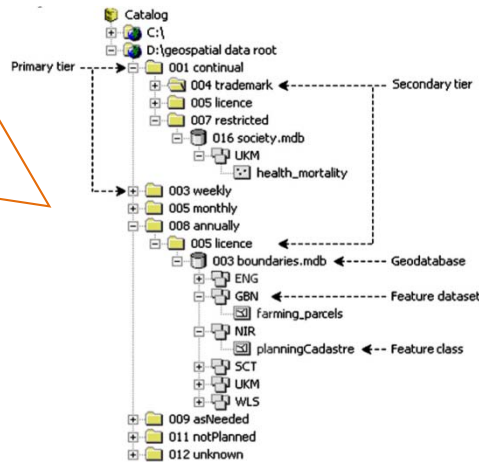 Catalog
C:\
D:\geospatial data root
Primary tier 001 continual
004 trademark Secondary tier
005 licence
007 restricted
016 society.mdb
UKM
health_mortality
003 weekly
005 monthly
008 annually
005 licence
003 boundaries.mdb Geodatabase
ENG
GBN Feature dataset
farming_parcels
NIR
planningCadastre Feature class
SCT
UKM
WLS
009 asNeeded
011 notPlanned
012 unknown